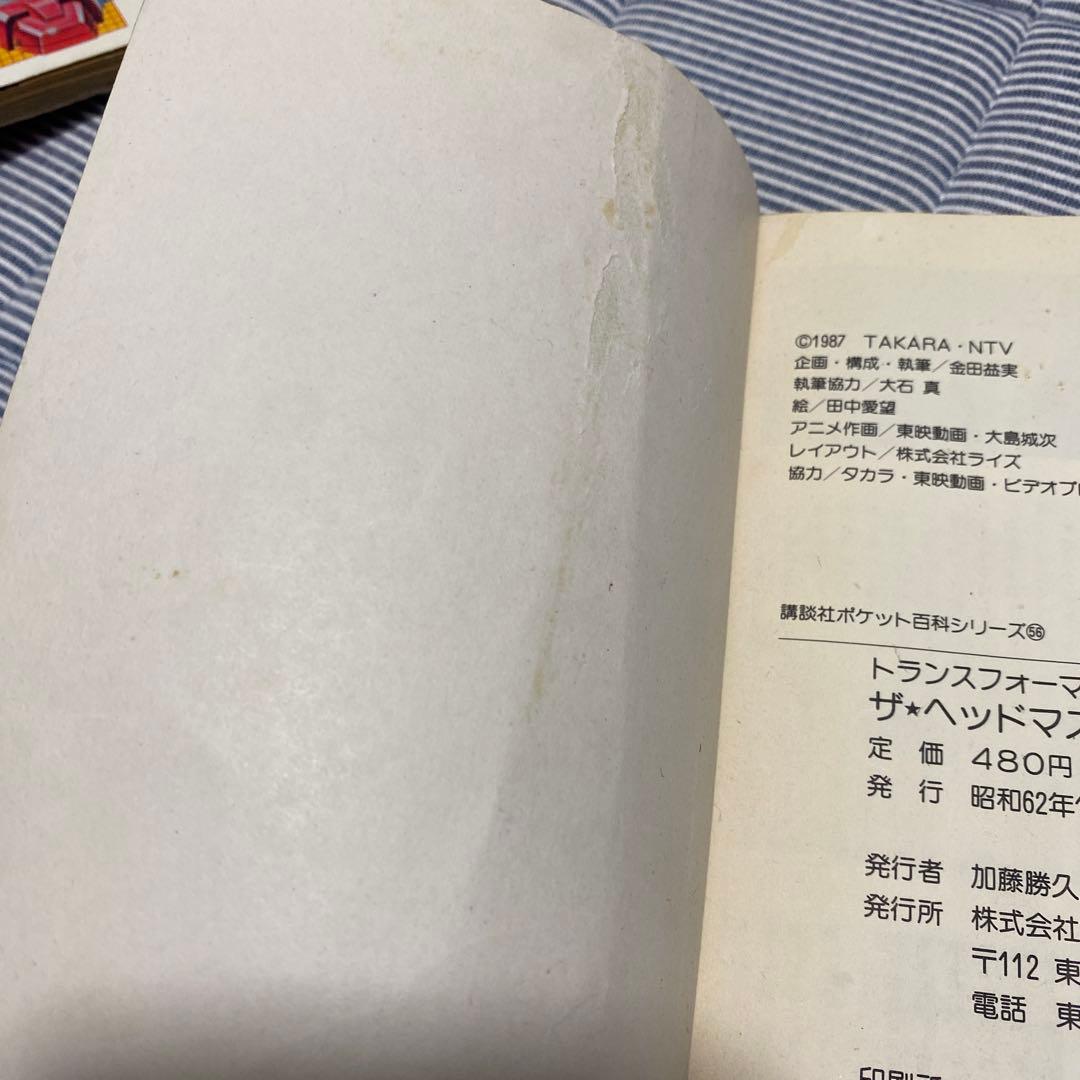 ©1987 TAKARA・NTV
企画・構成・執筆／金田益実
執筆協力／大石 真
絵／田中愛望
アニメ作画／東映動画・大島城次
レイアウト／株式会社ライズ
協力／タカラ・東映動画・ビデオプ
講談社ポケット百科シリーズ56
トランスフォーマ
ザ★ヘッドマス
定 価 480円
発 行 昭和62年
発行者 加藤勝久
発行所 株式会社
〒112 東
電話 東
印刷所